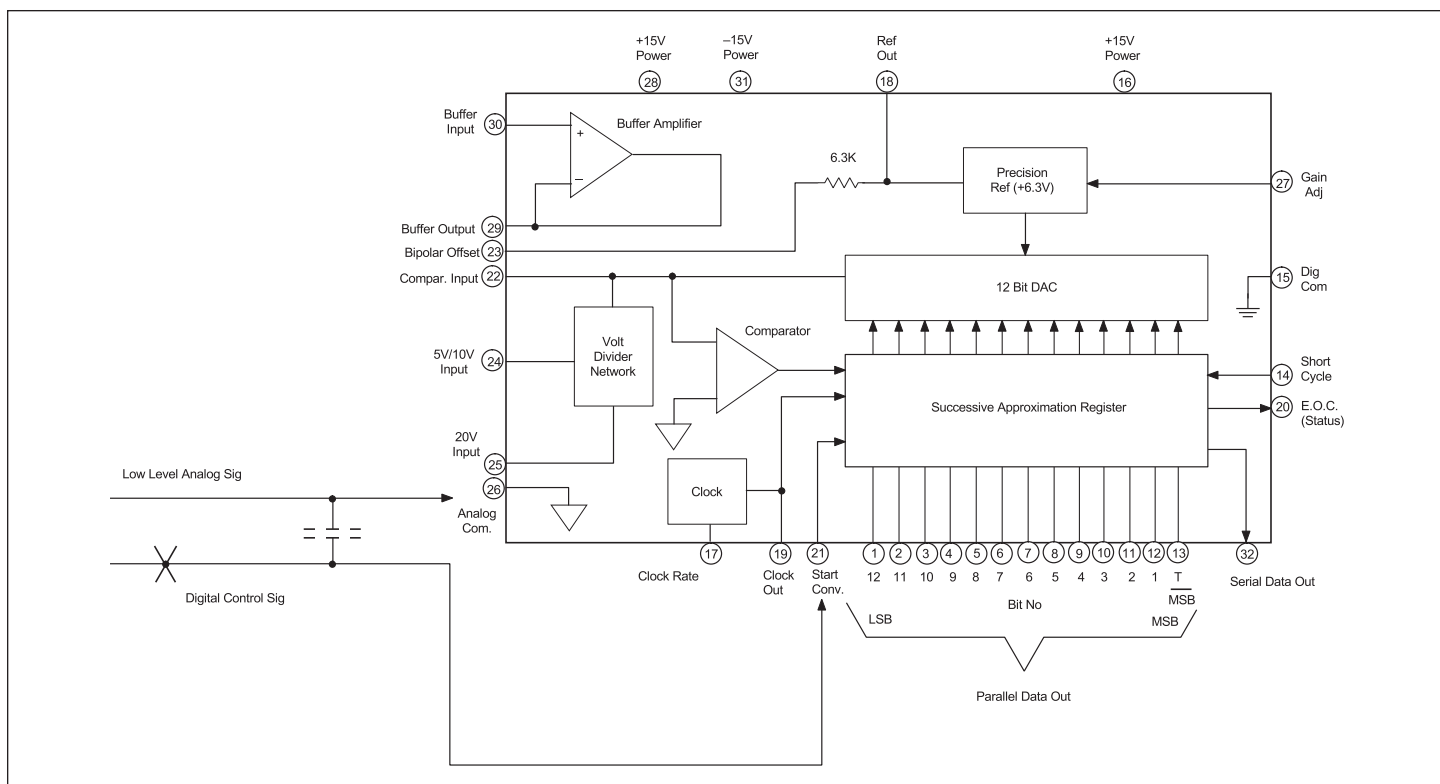 +15V
Power
–15V
Power
Ref
Out
+15V
Power
28
31
18
16
Buffer
Input
30
+
–
Buffer Amplifier
6.3K
Precision
Ref (+6.3V)
27
Gain
Adj
Buffer Output
29
Bipolar Offset
23
Compar. Input
22
12 Bit DAC
15
Dig
Com
Volt
Divider
Network
Comparator
5V/10V
Input
24
14
Short
Cycle
Successive Approximation Register
20
E.O.C.
(Status)
20V
Input
25
26
Analog
Com.
Low Level Analog Sig
Clock
17
19
21
1
2
3
4
5
6
7
8
9
10
11
12
13
32
Clock Rate
Clock
Out
Start
Conv.
12
11
10
9
8
7
6
5
4
3
2
1
T
Serial Data Out
Digital Control Sig
MSB
LSB
Bit No
MSB
Parallel Data Out